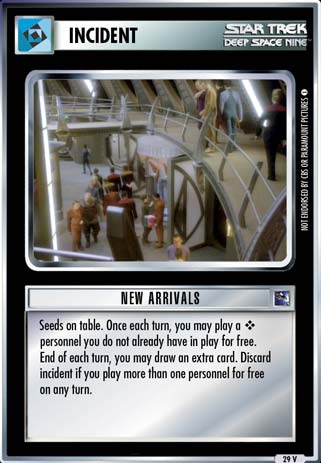 INCIDENT
STAR TREK
DEEP SPACE NINE™
NOT ENDORSED BY CBS OR PARAMOUNT PICTURES
NEW ARRIVALS
Seeds on table. Once each turn, you may play a ❖
personnel you do not already have in play for free.
End of each turn, you may draw an extra card. Discard
incident if you play more than one personnel for free
on any turn.
29 V